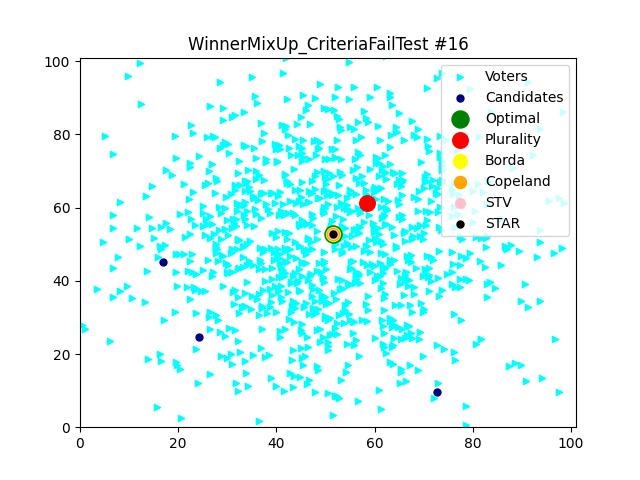 WinnerMixUp_CriteriaFailTest #16
100
80
60
40
20
0
0
20
40
60
80
100
Voters
Candidates
Optimal
Plurality
Borda
Copeland
STV
STAR